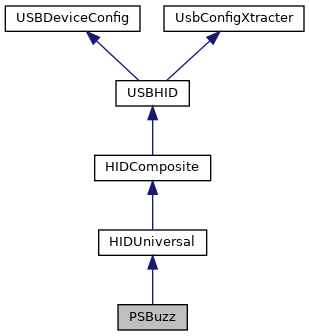 USBDeviceConfig
UsbConfigXtracter
USBHID
HIDComposite
HIDUniversal
PSBuzz